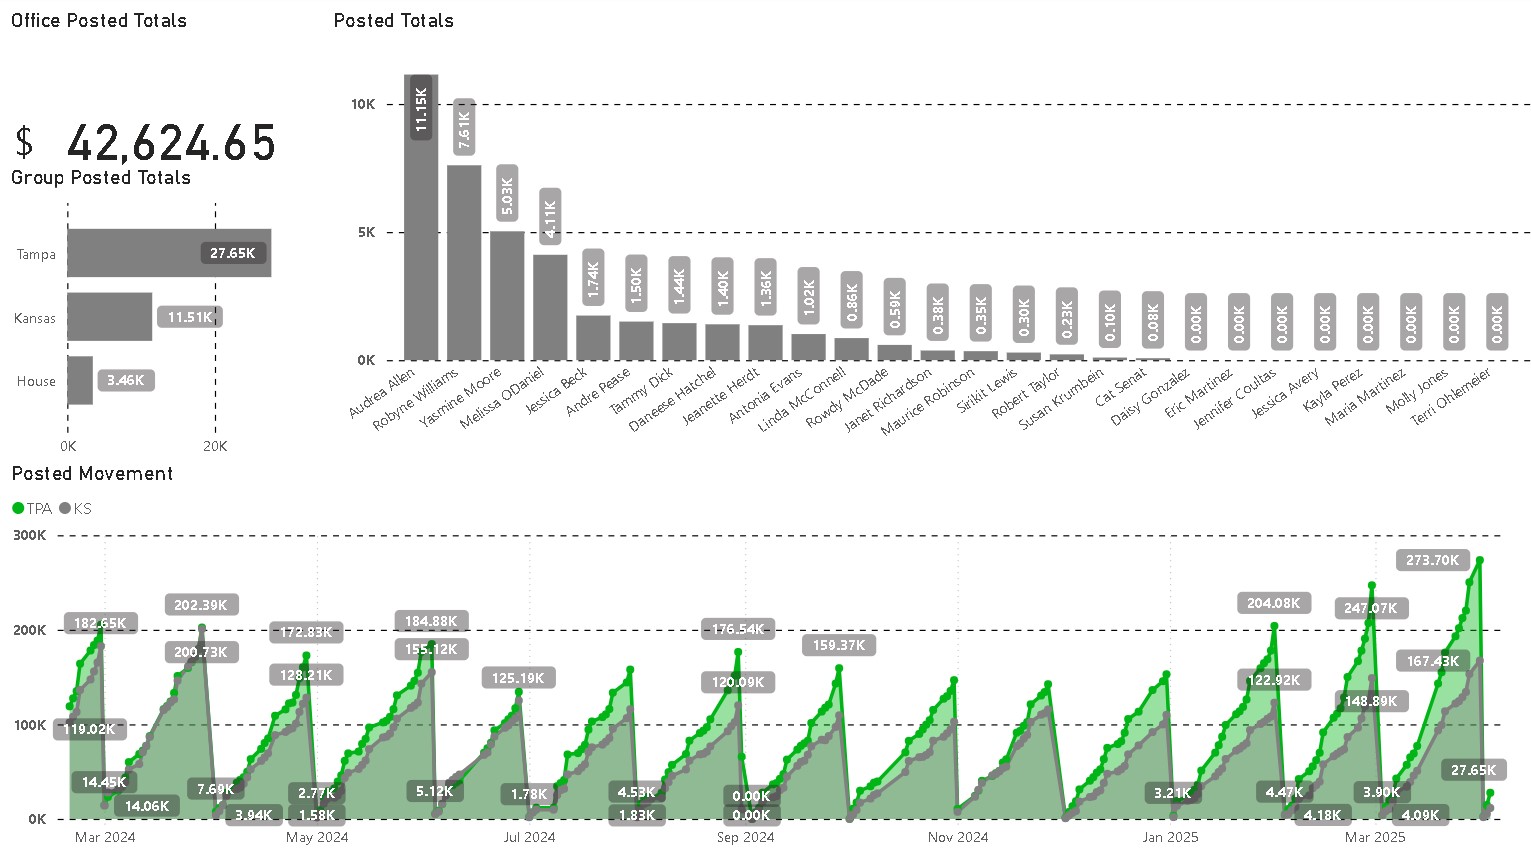 Office Posted Totals
$ 42,624.65
Group Posted Totals
Tampa
27.65K
Kansas
11.51K
House
3.46K
0K 20K
Posted Totals
10K
5K
0K
11.15K
7.61K
5.03K
4.11K
1.74K
1.50K
1.44K
1.40K
1.36K
1.02K
0.86K
0.59K
0.38K
0.35K
0.30K
0.23K
0.10K
0.08K
0.00K
0.00K
0.00K
0.00K
0.00K
0.00K
0.00K
0.00K
Audrea Allen
Robyne Williams
Yasmine Moore
Melissa ODaniel
Jessica Beck
Andre Pease
Tammy Dick
Daneese Hatchel
Jeanette Herdt
Antonia Evans
Linda McConnell
Rowdy McDade
Janet Richardson
Maurice Robinson
Sirikit Lewis
Robert Taylor
Susan Krumbein
Cat Senat
Daisy Gonzalez
Eric Martinez
Jennifer Coultas
Jessica Avery
Kayla Perez
Maria Martinez
Molly Jones
Terri Ohlemeier
Posted Movement
TPA KS
300K
200K
100K
0K
182.65K
119.02K
14.45K
14.06K
202.39K
200.73K
7.69K
3.94K
172.83K
128.21K
2.77K
1.58K
184.88K
155.12K
5.12K
125.19K
1.78K
4.53K
1.83K
176.54K
120.09K
0.00K
0.00K
159.37K
3.21K
204.08K
122.92K
4.47K
4.18K
247.07K
148.89K
3.90K
4.09K
273.70K
167.43K
27.65K
Mar 2024 May 2024 Jul 2024 Sep 2024 Nov 2024 Jan 2025 Mar 2025